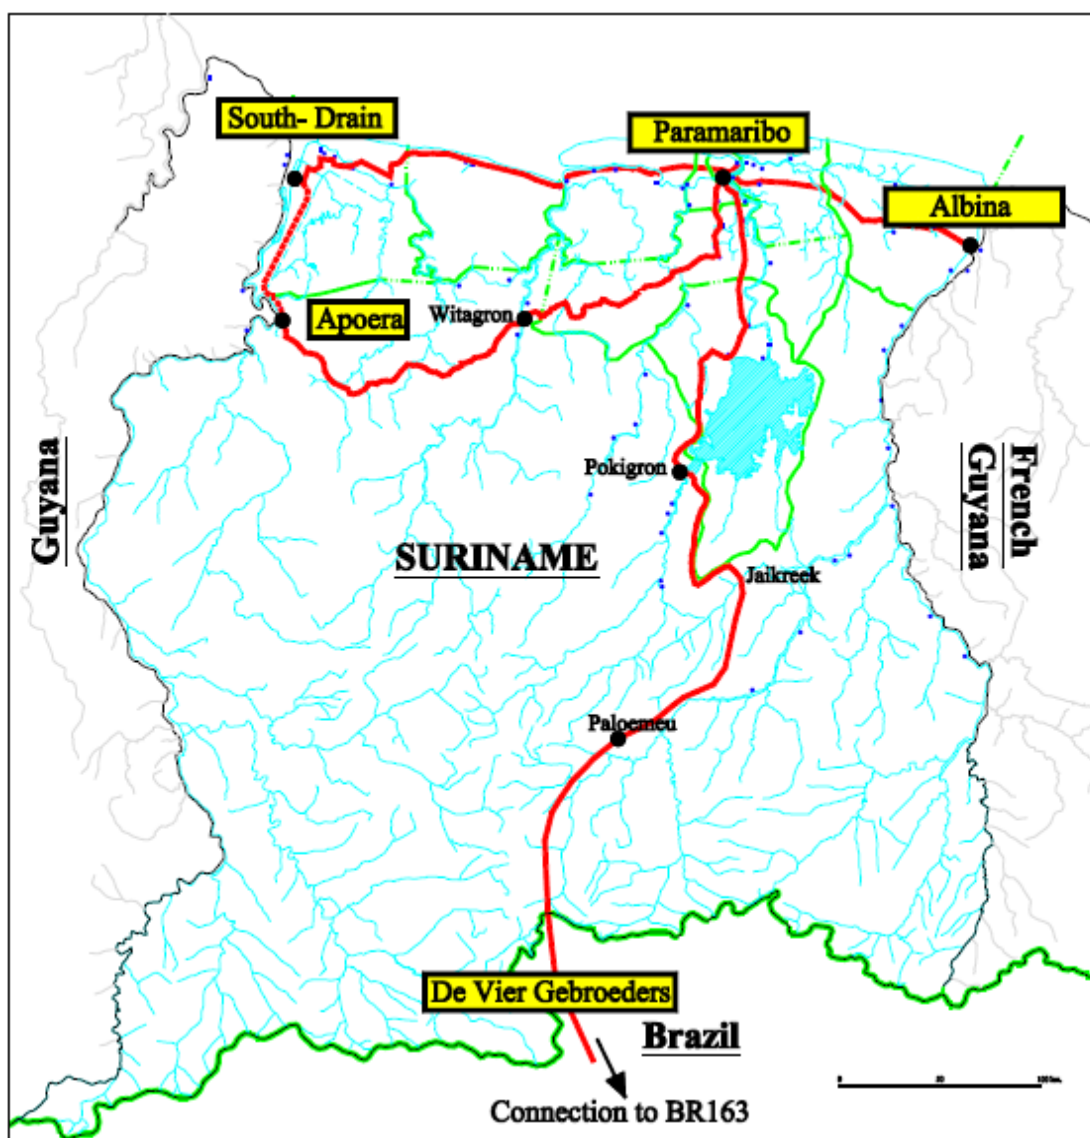 South- Drain
Paramaribo
Albina
Apoera
Witagron
Guyana
French
Guyana
Pokigron
SURINAME
Jaikreek
Paloemeu
De Vier Gebroeders
Brazil
Connection to BR163
0